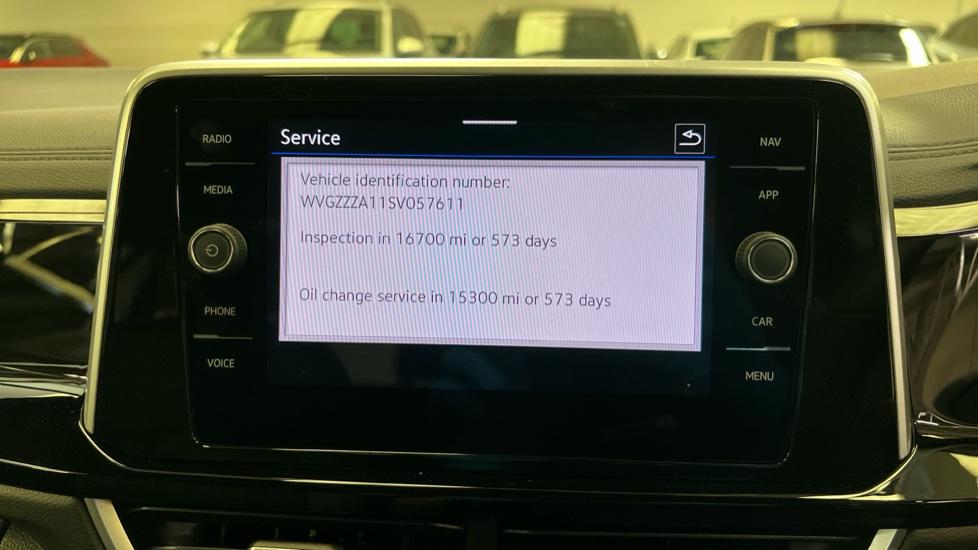 RADIO
MEDIA
PHONE
VOICE
Service
Vehicle identification number:
WVGZZZA11SV057611
Inspection in 16700 mi or 573 days
Oil change service in 15300 mi or 573 days
NAV
APP
CAR
MENU